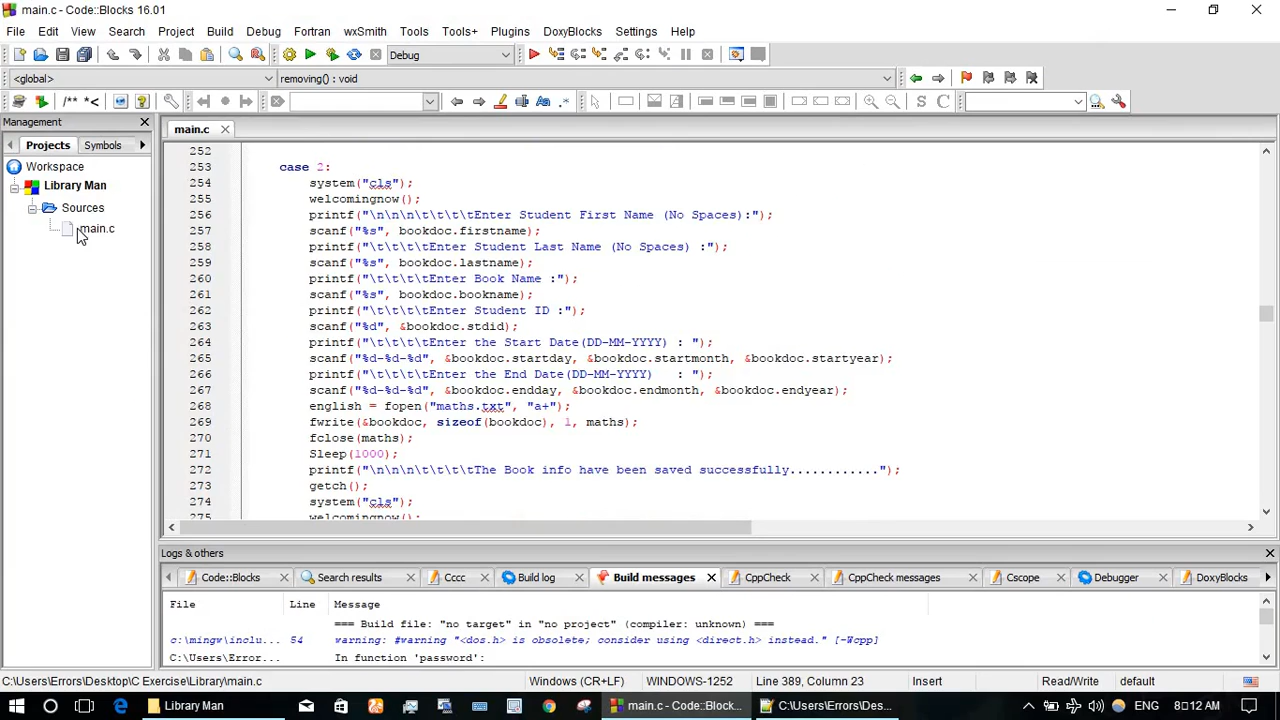 main.c - Code::Blocks 16.01
File Edit View Search Project Build Debug Fortran wxSmith Tools Tools+ Plugins DoxyBlocks Settings Help
Debug
<global> removing() : void
/** *< S C Aa .*
Management
main.c
Projects Symbols
Workspace
Library Man
Sources
main.c
252
253 case 2:
254 system("cls");
255 welcomingnow();
256 printf("\n\n\n\t\t\t\tEnter Student First Name (No Spaces):");
257 scanf("%s", bookdoc.firstname);
258 printf("\t\t\t\tEnter Student Last Name (No Spaces) :");
259 scanf("%s", bookdoc.lastname);
260 printf("\t\t\t\tEnter Book Name :");
261 scanf("%s", bookdoc.bookname);
262 printf("\t\t\t\tEnter Student ID :");
263 scanf("%d", &bookdoc.stdid);
264 printf("\t\t\t\tEnter the Start Date(DD-MM-YYYY) : ");
265 scanf("%d-%d-%d", &bookdoc.startday, &bookdoc.startmonth, &bookdoc.startyear);
266 printf("\t\t\t\tEnter the End Date(DD-MM-YYYY) : ");
267 scanf("%d-%d-%d", &bookdoc.endday, &bookdoc.endmonth, &bookdoc.endyear);
268 english = fopen("maths.txt", "a+");
269 fwrite(&bookdoc, sizeof(bookdoc), 1, maths);
270 fclose(maths);
271 Sleep(1000);
272 printf("\n\n\n\t\t\t\tThe Book info have been saved successfully............");
273 getch();
274 system("cls");
275 welcomingnow();
Logs & others
Code::Blocks Search results Cccc Build log Build messages CppCheck CppCheck messages Cscope Debugger DoxyBlocks
File Line Message
=== Build file: "no target" in "no project" (compiler: unknown) ===
c:\mingw\inclu... 54 warning: #warning "<dos.h> is obsolete; consider using <direct.h> instead." [-Wcpp]
C:\Users\Error... In function 'password':
C:\Users\Errors\Desktop\C Exercise\Library\main.c Windows (CR+LF) WINDOWS-1252 Line 389, Column 23 Insert Read/Write default
Library Man main.c - Code::Block... C:\Users\Errors\Des... ENG 8:12 AM